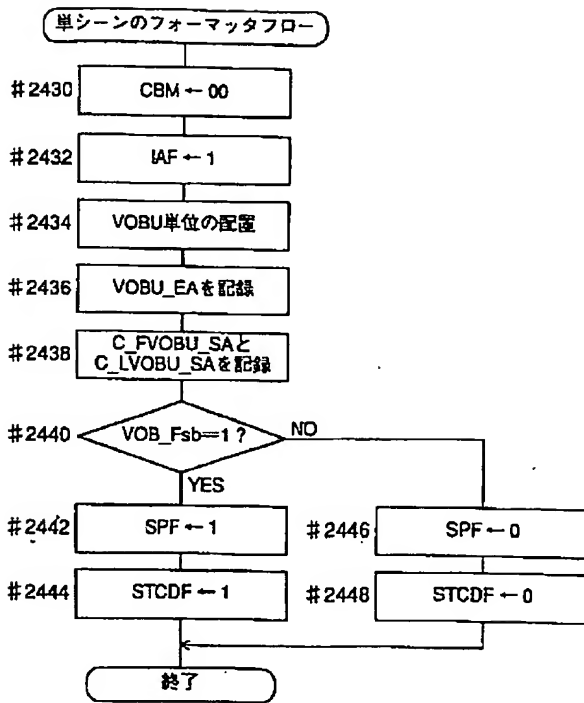 単シーンのフォーマッタフロー
#2430 CBM ← 00
#2432 IAF ← 1
#2434 VOBU単位の配置
#2436 VOBU_EAを記録
#2438 C_FVOBU_SAと
C_LVOBU_SAを記録
#2440 VOB_Fsb==1 ? NO
YES
#2442 SPF ← 1 #2446 SPF ← 0
#2444 STCDF ← 1 #2448 STCDF ← 0
終了